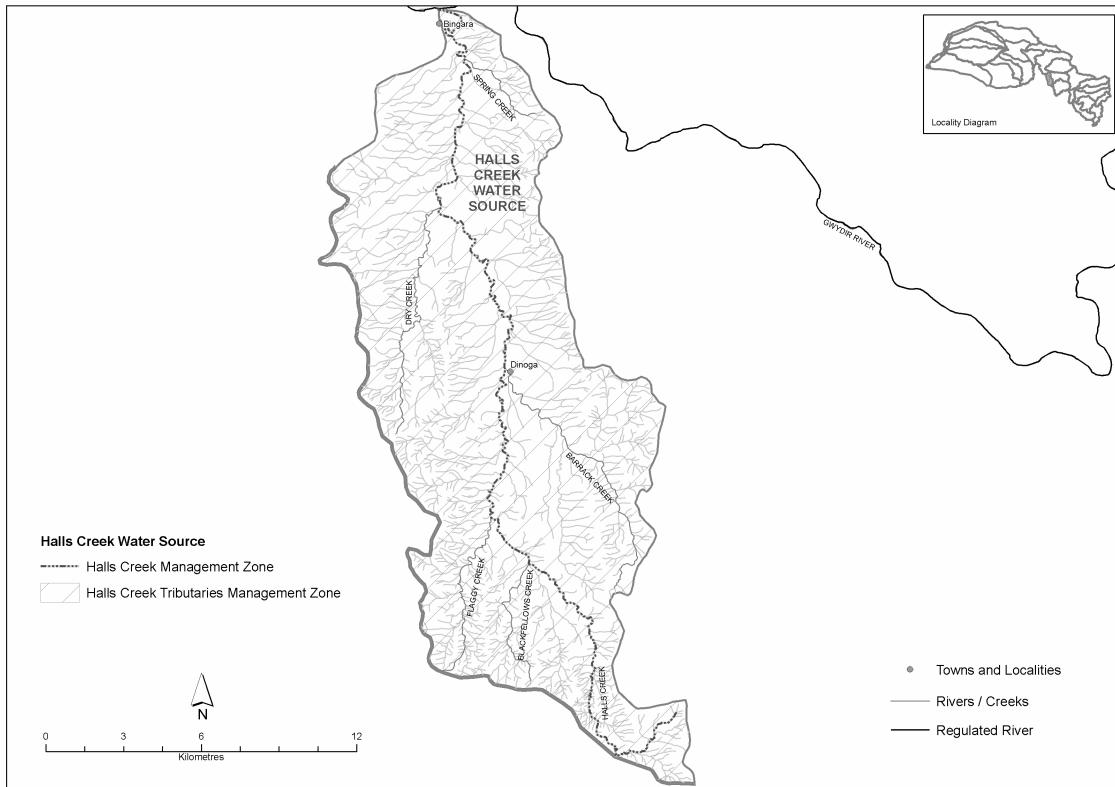 Bingara
Locality Diagram
SPRING CREEK
HALLS
CREEK
WATER
SOURCE
GWYDIR RIVER
DRY CREEK
Dinoga
BARRACK CREEK
Halls Creek Water Source
Halls Creek Management Zone
Halls Creek Tributaries Management Zone
FLAGGY CREEK
BLACKFELLOWS CREEK
HALLS CREEK
Towns and Localities
Rivers / Creeks
Regulated River
N
0 3 6 12
Kilometres